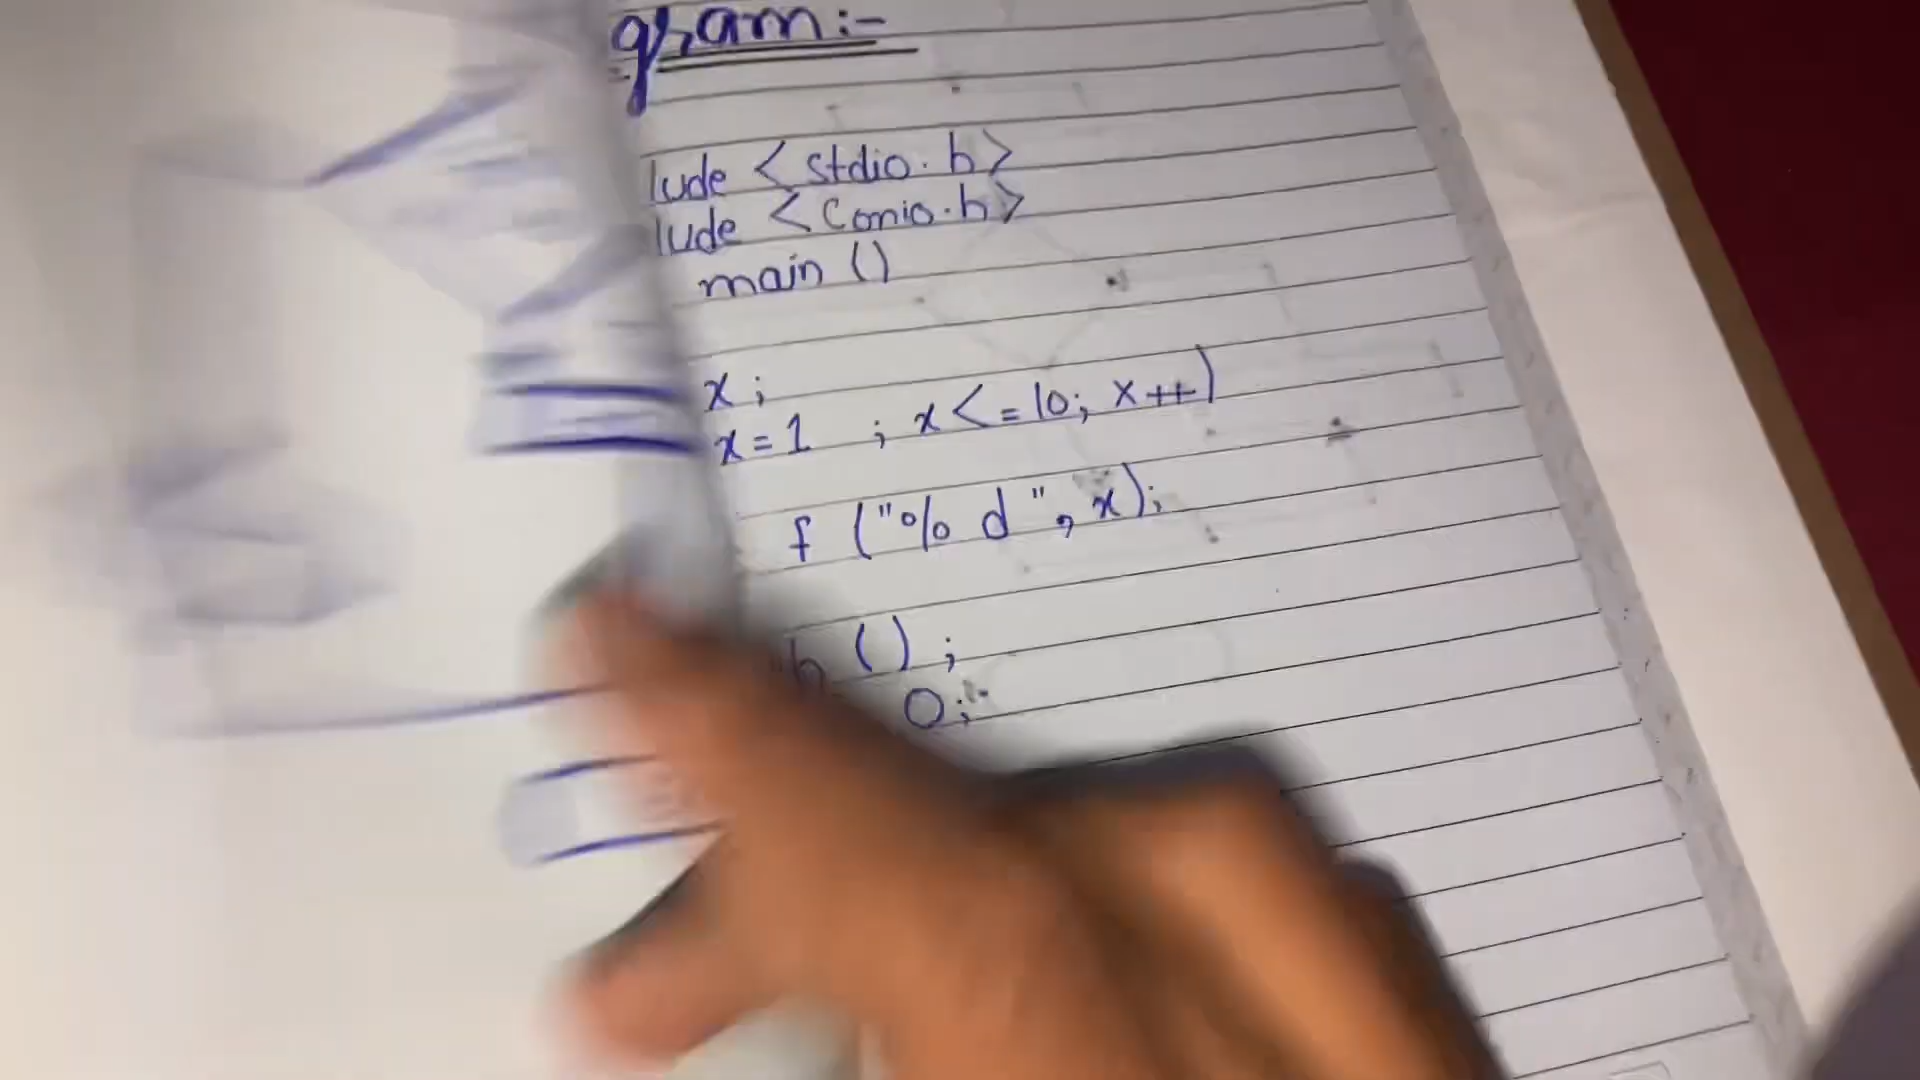 gram :-
lude < stdio.h>
lude < Conio.h>
main ()
x ;
x = 1 ; x < = 10; x ++)
f ("% d ", x);
h () ;
0;